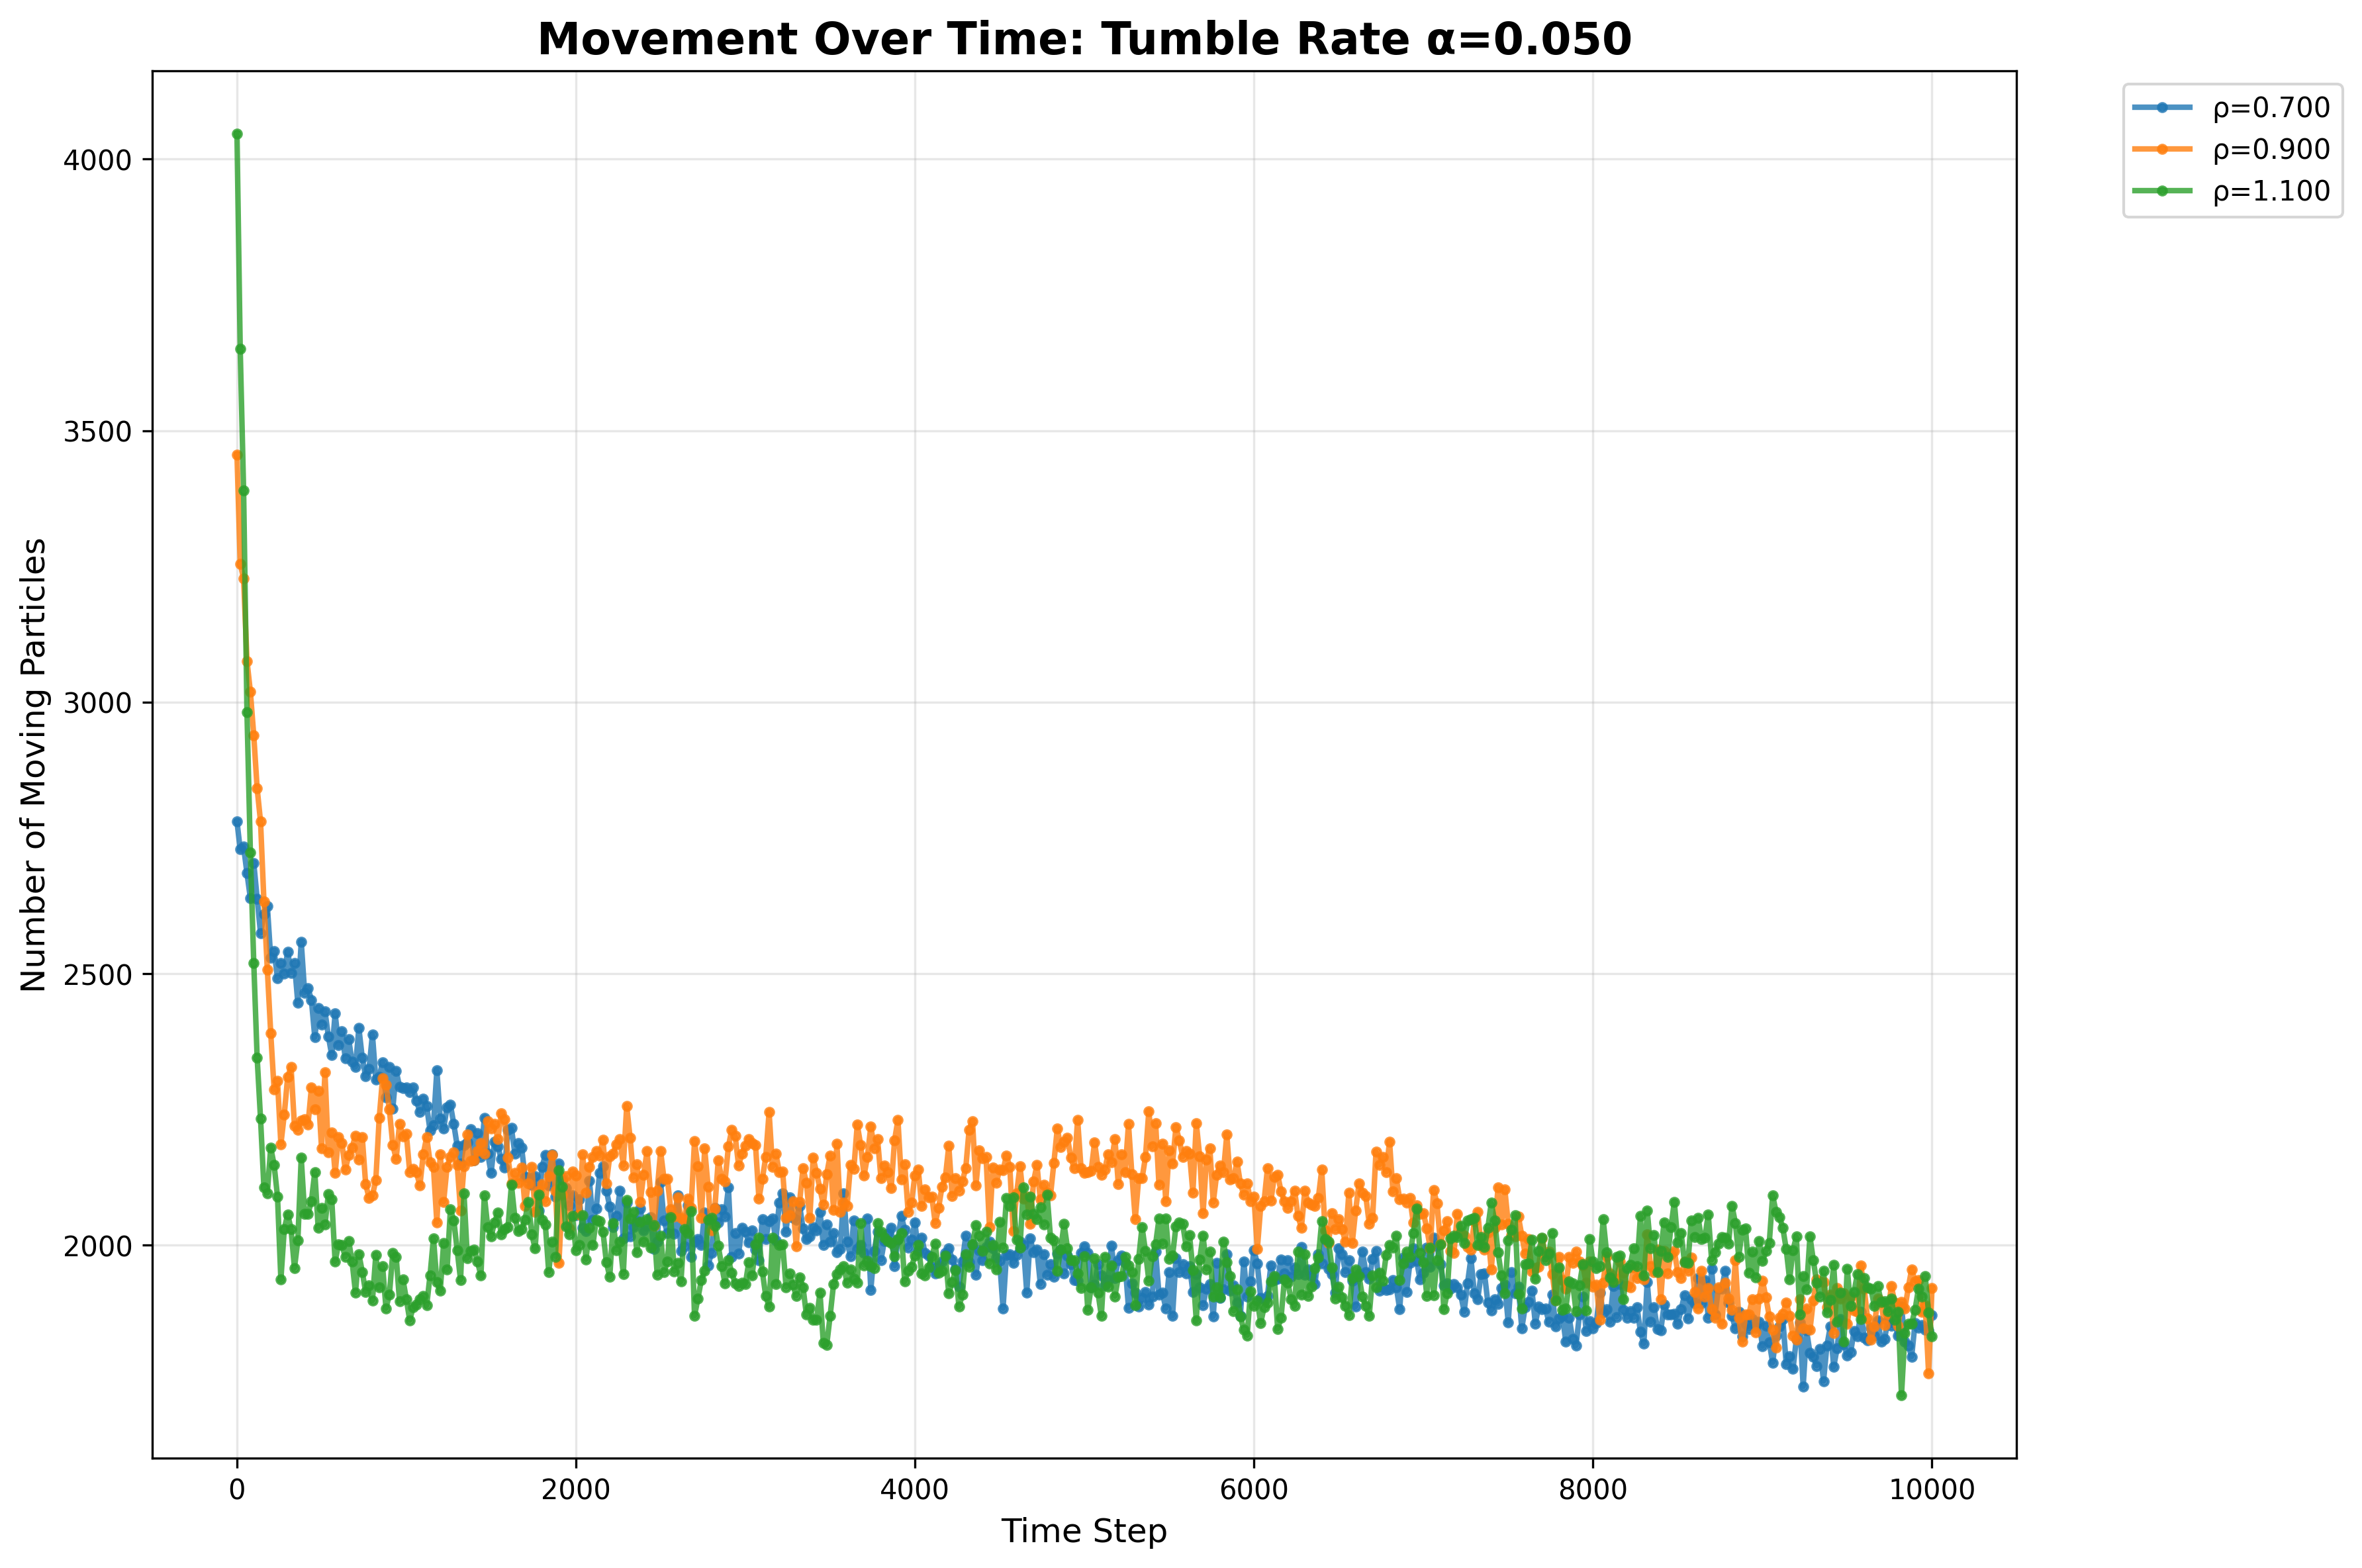 Movement Over Time: Tumble Rate α=0.050
ρ=0.700
ρ=0.900
ρ=1.100
Number of Moving Particles
4000
3500
3000
2500
2000
0
2000
4000
6000
8000
10000
Time Step